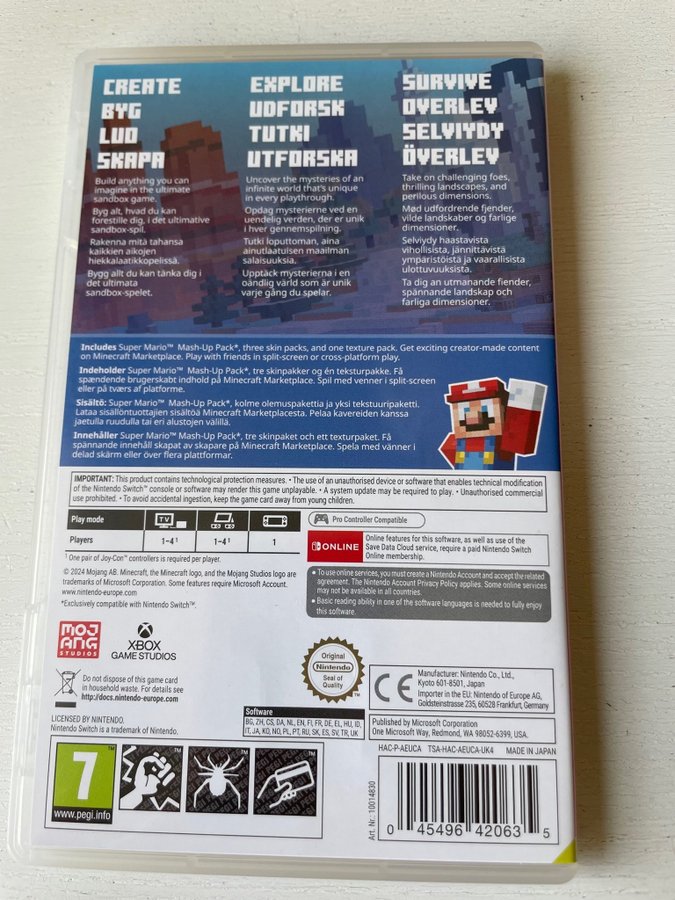 CREATE
BYG
LUO
SKAPA
Build anything you can
imagine in the ultimate
sandbox game.
Byg alt, hvad du kan
forestille dig, i det ultimative
sandbox-spil.
Rakenna mitä tahansa
kaikkien aikojen
hiekkalaatikkopelissä.
Bygg allt du kan tänka dig i
det ultimata
sandbox-spelet.
EXPLORE
UDFORSK
TUTKI
UTFORSKA
Uncover the mysteries of an
infinite world that's unique
in every playthrough.
Opdag mysterierne ved en
uendelig verden, der er unik
i hver gennemspilning.
Tutki loputtoman, aina
ainutlaatuisen maailman
salaisuuksia.
Upptäck mysterierna i en
oändlig värld som är unik
varje gång du spelar.
SURVIVE
OVERLEV
SELVIYDY
ÖVERLEV
Take on challenging foes,
thrilling landscapes, and
perilous dimensions.
Mød udfordrende fjender,
vilde landskaber og farlige
dimensioner.
Selviydy haastavista
vihollisista, jännittävistä
ympäristöistä ja vaarallisista
ulottuvuuksista.
Ta dig an utmanande fiender,
spännande landskap och
farliga dimensioner.
Includes Super Mario™ Mash-Up Pack*, three skin packs, and one texture pack. Get exciting creator-made content
on Minecraft Marketplace. Play with friends in split-screen or cross-platform play.
Indeholder Super Mario™ Mash-Up Pack*, tre skinpakker og én teksturpakke. Få
spændende brugerskabt indhold på Minecraft Marketplace. Spil med venner i split-screen
eller på tværs af platforme.
Sisältö: Super Mario™ Mash-Up Pack*, kolme olemuspakettia ja yksi tekstuuripaketti.
Lataa sisällöntuottajien sisältöä Minecraft Marketplacesta. Pelaa kavereiden kanssa
jaetulla ruudulla tai eri alustojen välillä.
Innehåller Super Mario™ Mash-Up Pack*, tre skinpaket och ett texturpaket. Få
spännande innehåll skapat av skapare på Minecraft Marketplace. Spela med vänner i
delad skärm eller över flera plattformar.
IMPORTANT: This product contains technological protection measures. • The use of an unauthorised device or software that enables technical modification
of the Nintendo Switch™ console or software may render this game unplayable. • A system update may be required to play. • Unauthorised commercial
use prohibited. • To avoid accidental ingestion, keep the game card away from young children.
Play mode TV
Players 1–4¹ 1–4¹ 1
¹ One pair of Joy-Con™ controllers is required per player.
Pro Controller Compatible
ONLINE
Online features for this software, as well as use of the
Save Data Cloud service, require a paid Nintendo Switch
Online membership.
© 2024 Mojang AB. Minecraft, the Minecraft logo, and the Mojang Studios logo are
trademarks of Microsoft Corporation. Some features require Microsoft Account.
www.nintendo-europe.com
*Exclusively compatible with Nintendo Switch™.
• To use online services, you must create a Nintendo Account and accept the related
agreement. The Nintendo Account Privacy Policy applies. Some online services
may not be available in all countries.
• Basic reading ability in one of the software languages is needed to fully enjoy
this software.
MOJANG
STUDIOS
XBOX
GAME STUDIOS
Original
Nintendo
Seal of
Quality
™
Do not dispose of this game card
in household waste. For details see
http://docs.nintendo-europe.com
CE
Manufacturer: Nintendo Co., Ltd.,
Kyoto 601-8501, Japan
Importer in the EU: Nintendo of Europe AG,
Goldsteinstrasse 235, 60528 Frankfurt, Germany
LICENSED BY NINTENDO.
Nintendo Switch is a trademark of Nintendo.
Software
BG, ZH, CS, DA, NL, EN, FI, FR, DE, EL, HU, ID,
IT, JA, KO, NO, PL, PT, RU, SK, ES, SV, TR, UK
Published by Microsoft Corporation
One Microsoft Way, Redmond, WA 98052-6399, USA.
HAC-P-AEUCA TSA-HAC-AEUCA-UK4 MADE IN JAPAN
7
www.pegi.info
Art. Nr.: 10014830
0 45496 42063 5